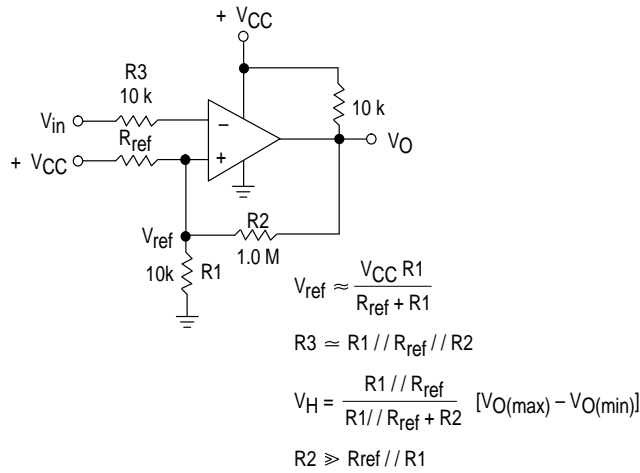 + VCC
R3
10 k
Vin
−
10 k
Rref
+ VCC
+
VO
R2
Vref
1.0 M
10k
R1
Vref ≈ VCC R1 / Rref + R1
R3 ≃ R1 // Rref // R2
VH = R1 // Rref / R1// Rref + R2 [VO(max) − VO(min)]
R2 ≫ Rref // R1